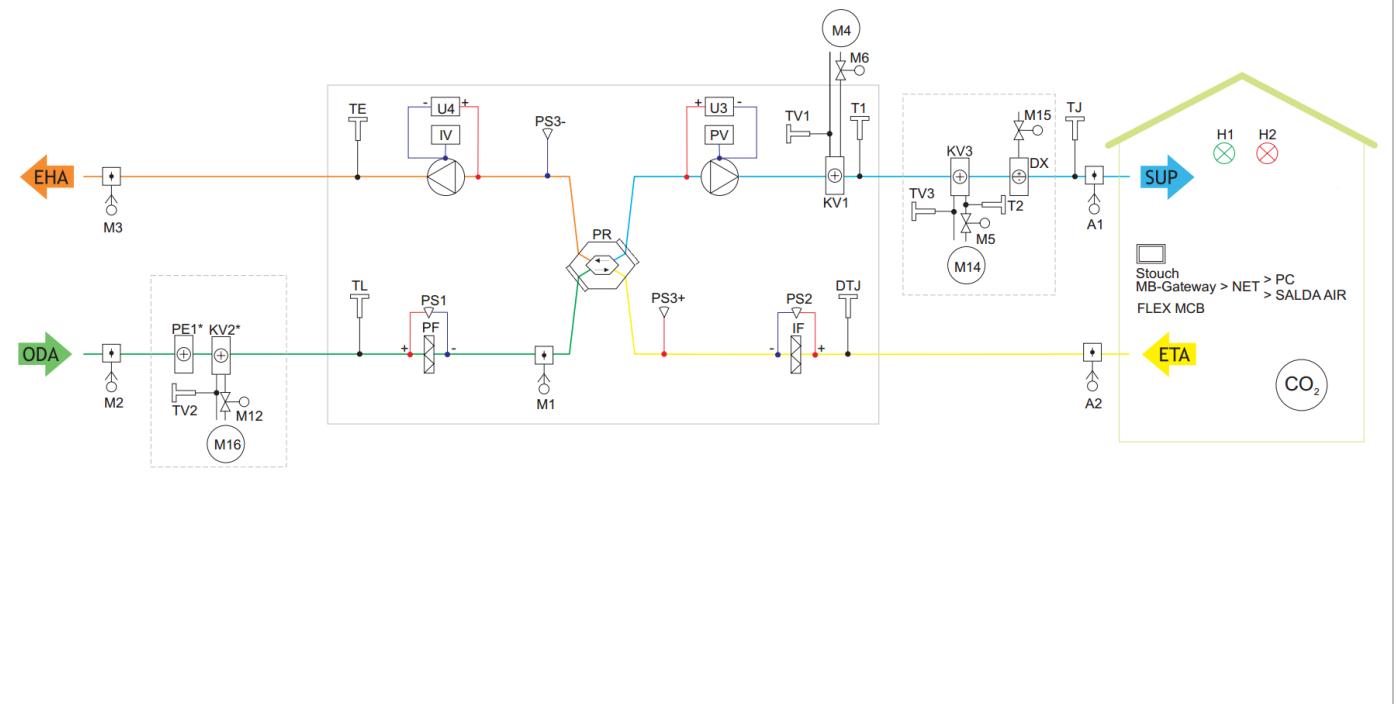 M4
M6
TE
- U4 +
+ U3 -
T1
TJ
TV1
M15
PS3-
IV
PV
H1 H2
KV3
DX
EHA
SUP
KV1
TV3
T2
M3
A1
PR
M5
M14
Stouch
MB-Gateway > NET > PC
> SALDA AIR
FLEX MCB
TL
PS1
PS3+
PS2
DTJ
PE1* KV2*
PF
IF
ODA
+ -
- +
ETA
CO2
M2
TV2
M12
M1
A2
M16